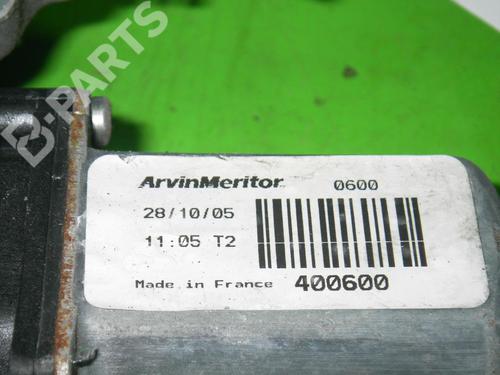 B-PARTS
ArvinMeritor 0600
28/10/05
11:05 T2
Made in France 400600